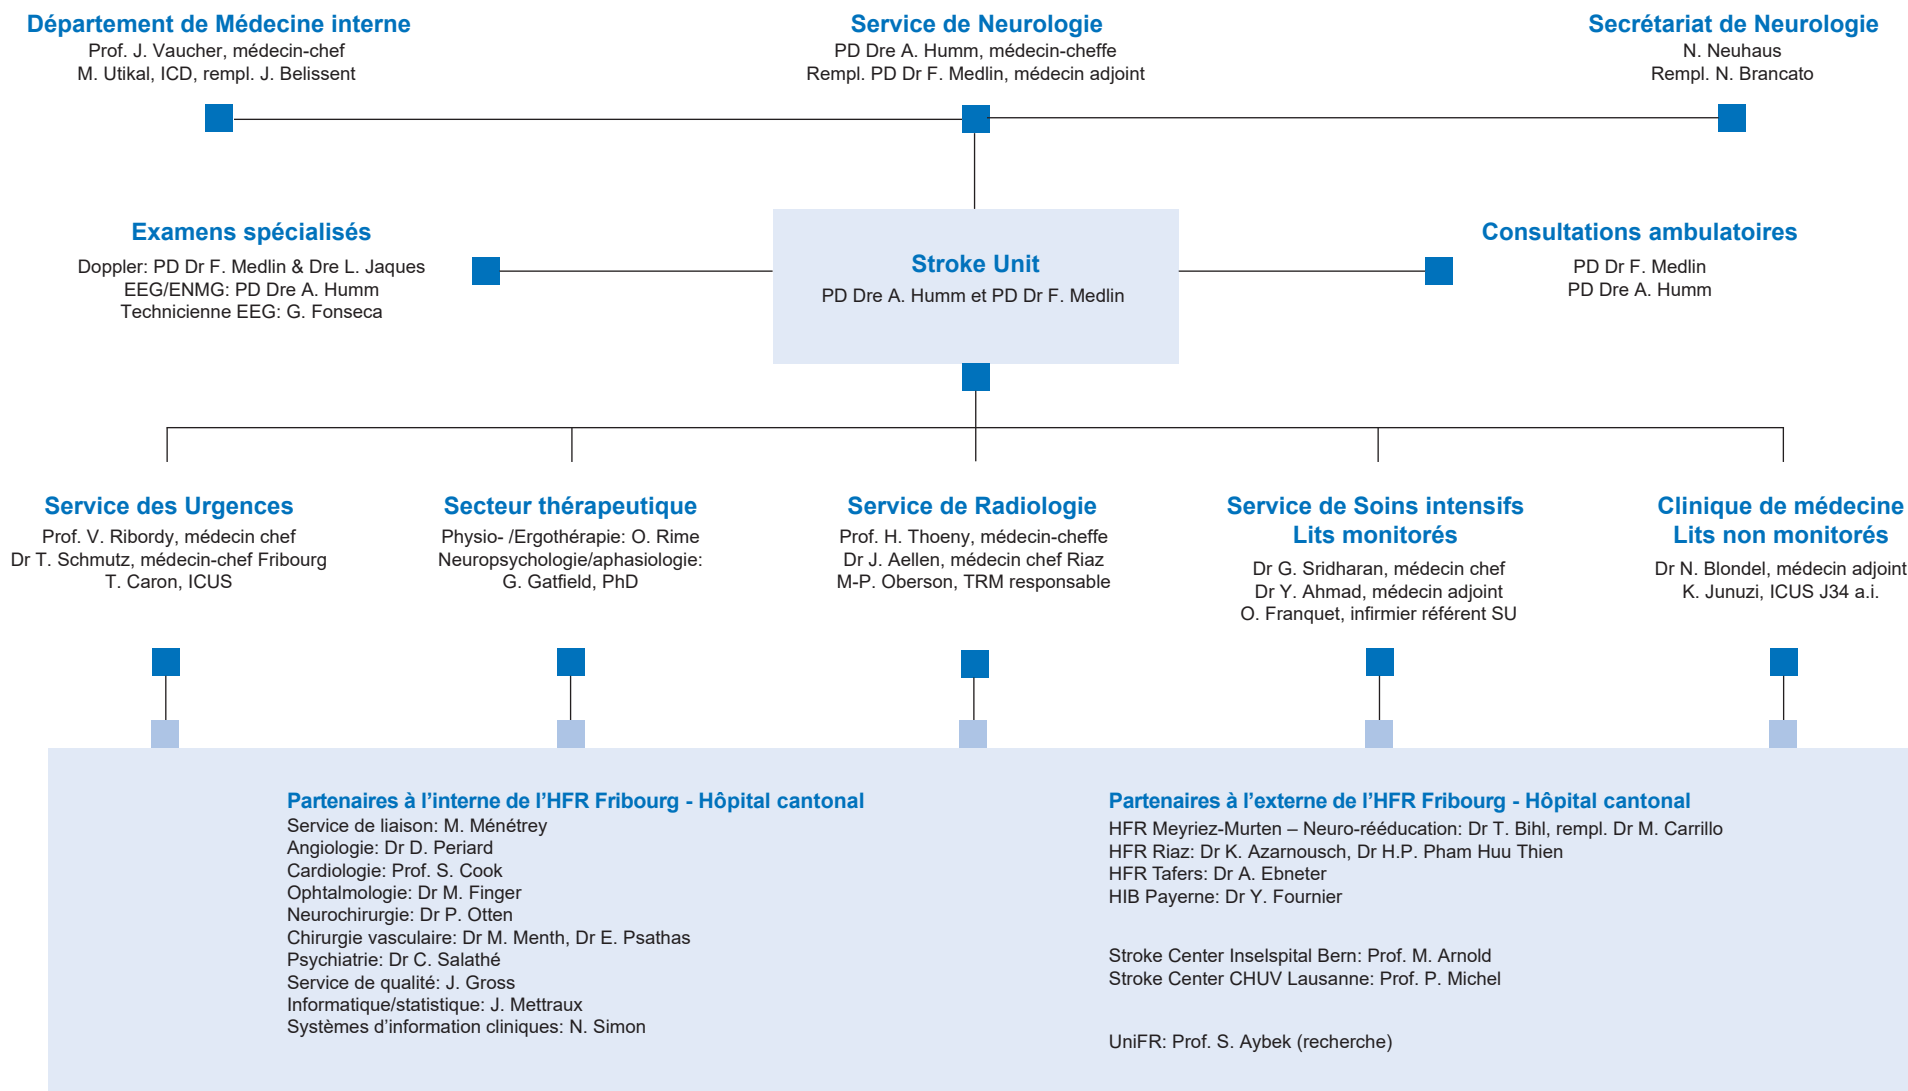 Département de Médecine interne
Prof. J. Vaucher, médecin-chef
M. Utikal, ICD, rempl. J. Belissent
Service de Neurologie
PD Dre A. Humm, médecin-cheffe
Rempl. PD Dr F. Medlin, médecin adjoint
Secrétariat de Neurologie
N. Neuhaus
Rempl. N. Brancato
Examens spécialisés
Doppler: PD Dr F. Medlin & Dre L. Jaques
EEG/ENMG: PD Dre A. Humm
Technicienne EEG: G. Fonseca
Stroke Unit
PD Dre A. Humm et PD Dr F. Medlin
Consultations ambulatoires
PD Dr F. Medlin
PD Dre A. Humm
Service des Urgences
Prof. V. Ribordy, médecin chef
Dr T. Schmutz, médecin-chef Fribourg
T. Caron, ICUS
Secteur thérapeutique
Physio- /Ergothérapie: O. Rime
Neuropsychologie/aphasiologie:
G. Gatfield, PhD
Service de Radiologie
Prof. H. Thoeny, médecin-cheffe
Dr J. Aellen, médecin chef Riaz
M-P. Oberson, TRM responsable
Service de Soins intensifs
Lits monitorés
Dr G. Sridharan, médecin chef
Dr Y. Ahmad, médecin adjoint
O. Franquet, infirmier référent SU
Clinique de médecine
Lits non monitorés
Dr N. Blondel, médecin adjoint
K. Junuzi, ICUS J34 a.i.
Partenaires à l’interne de l’HFR Fribourg - Hôpital cantonal
Service de liaison: M. Ménétrey
Angiologie: Dr D. Periard
Cardiologie: Prof. S. Cook
Ophtalmologie: Dr M. Finger
Neurochirurgie: Dr P. Otten
Chirurgie vasculaire: Dr M. Menth, Dr E. Psathas
Psychiatrie: Dr C. Salathé
Service de qualité: J. Gross
Informatique/statistique: J. Mettraux
Systèmes d’information cliniques: N. Simon
Partenaires à l’externe de l’HFR Fribourg - Hôpital cantonal
HFR Meyriez-Murten – Neuro-rééducation: Dr T. Bihl, rempl. Dr M. Carrillo
HFR Riaz: Dr K. Azarnousch, Dr H.P. Pham Huu Thien
HFR Tafers: Dr A. Ebneter
HIB Payerne: Dr Y. Fournier
Stroke Center Inselspital Bern: Prof. M. Arnold
Stroke Center CHUV Lausanne: Prof. P. Michel
UniFR: Prof. S. Aybek (recherche)